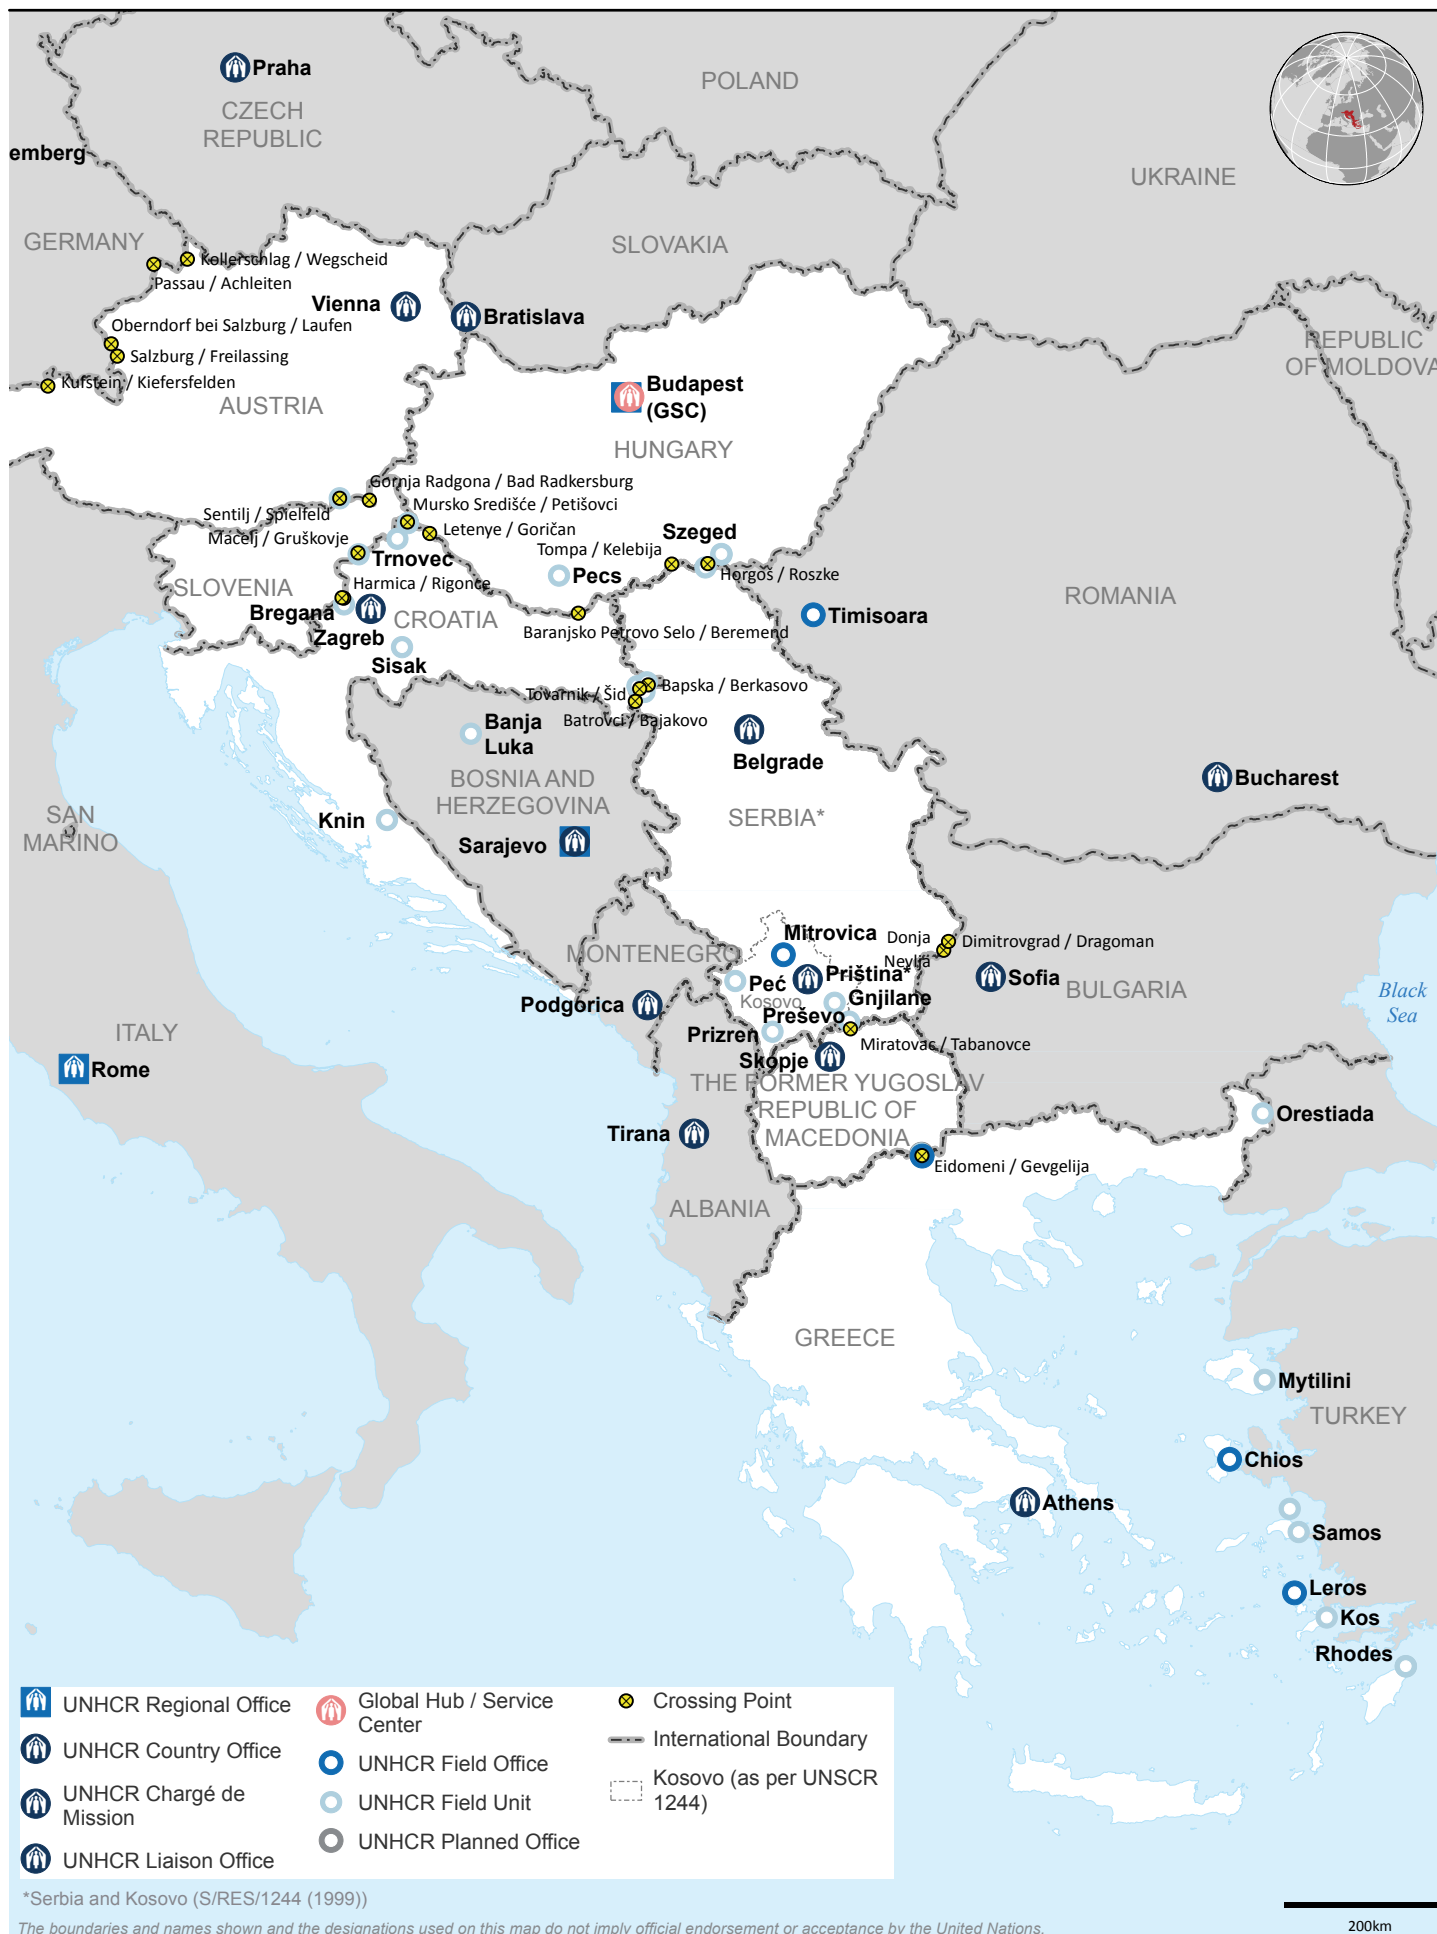 Praha
CZECH
REPUBLIC
POLAND
UKRAINE
emberg
GERMANY
SLOVAKIA
Kollerschlag / Wegscheid
Passau / Achleiten
Vienna
Bratislava
Oberndorf bei Salzburg / Laufen
Salzburg / Freilassing
Kufstein / Kiefersfelden
AUSTRIA
REPUBLIC
OF MOLDOVA
Budapest
(GSC)
HUNGARY
Gornja Radgona / Bad Radkersburg
Sentilj / Spielfeld
Mursko Središće / Petišovci
Macelj / Gruškovje
Letenye / Goričan
Trnovec
Szeged
Tompa / Kelebija
Horgoš / Roszke
SLOVENIA
Harmica / Rigonce
Pecs
Bregana
Zagreb
CROATIA
Baranjsko Petrovo Selo / Beremend
Timisoara
ROMANIA
Sisak
Tovarnik / Šid
Bapska / Berkasovo
Batrovci / Bajakovo
Banja
Luka
Belgrade
BOSNIA AND
HERZEGOVINA
Bucharest
SAN
MARINO
Knin
SERBIA*
Sarajevo
MONTENEGRO
Mitrovica
Donja
Nevlja
Dimitrovgrad / Dragoman
Priština*
Peć
Kosovo
Gnjilane
Sofia
BULGARIA
Black
Sea
Podgorica
Preševo
Prizren
Miratovac / Tabanovce
ITALY
Rome
Skopje
THE FORMER YUGOSLAV
REPUBLIC OF
MACEDONIA
Orestiada
Tirana
Eidomeni / Gevgelija
ALBANIA
GREECE
Mytilini
TURKEY
Chios
Athens
Samos
Leros
Kos
Rhodes
UNHCR Regional Office
UNHCR Country Office
UNHCR Chargé de
Mission
UNHCR Liaison Office
Global Hub / Service
Center
UNHCR Field Office
UNHCR Field Unit
UNHCR Planned Office
Crossing Point
International Boundary
Kosovo (as per UNSCR
1244)
*Serbia and Kosovo (S/RES/1244 (1999))
The boundaries and names shown and the designations used on this map do not imply official endorsement or acceptance by the United Nations.
200km